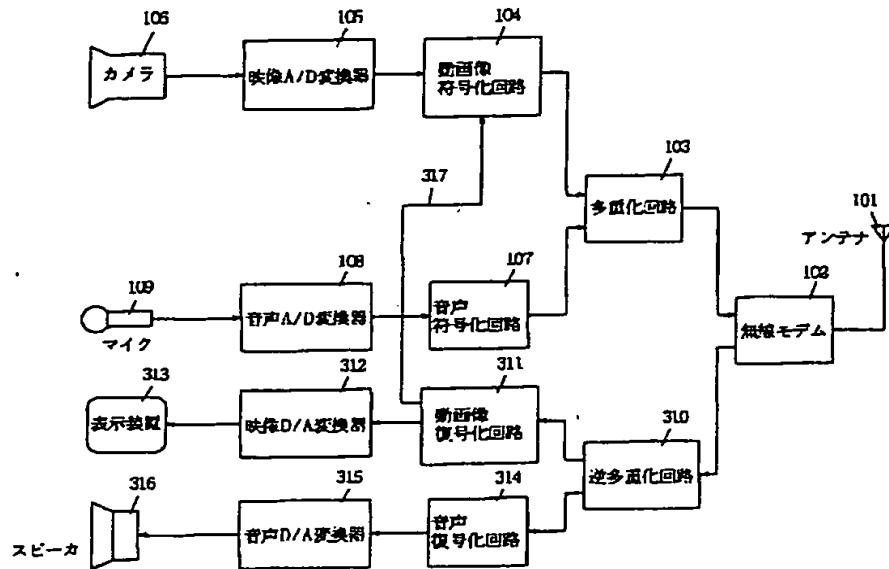 106
カメラ
105
映像A/D変換器
104
動画像
符号化回路
317
103
多重化回路
101
アンテナ
102
無線モデム
109
マイク
108
音声A/D変換器
107
音声
符号化回路
313
表示装置
312
映像D/A変換器
311
動画像
復号化回路
310
逆多重化回路
316
スピーカ
315
音声D/A変換器
314
音声
復号化回路